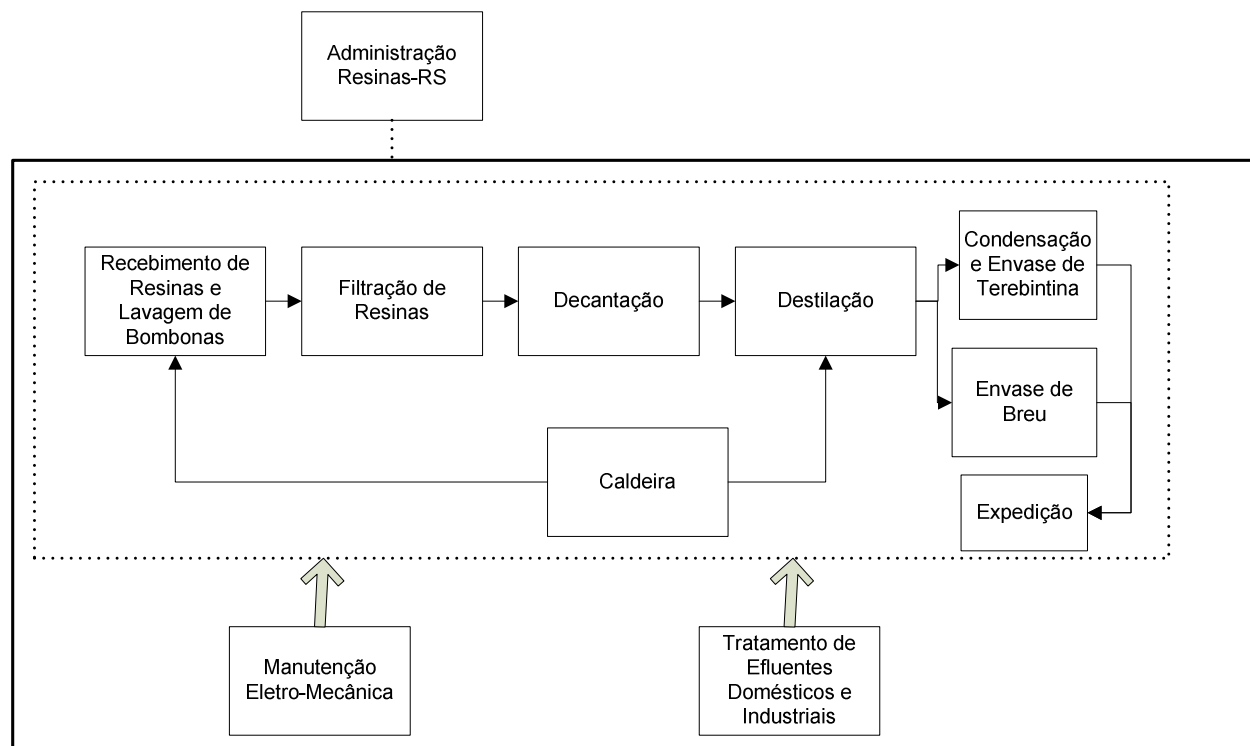 Administração
Resinas-RS
Recebimento de
Resinas e
Lavagem de
Bombonas
Filtração de
Resinas
Decantação
Destilação
Condensação
e Envase de
Terebintina
Envase de
Breu
Caldeira
Expedição
Manutenção
Eletro-Mecânica
Tratamento de
Efluentes
Domésticos e
Industriais